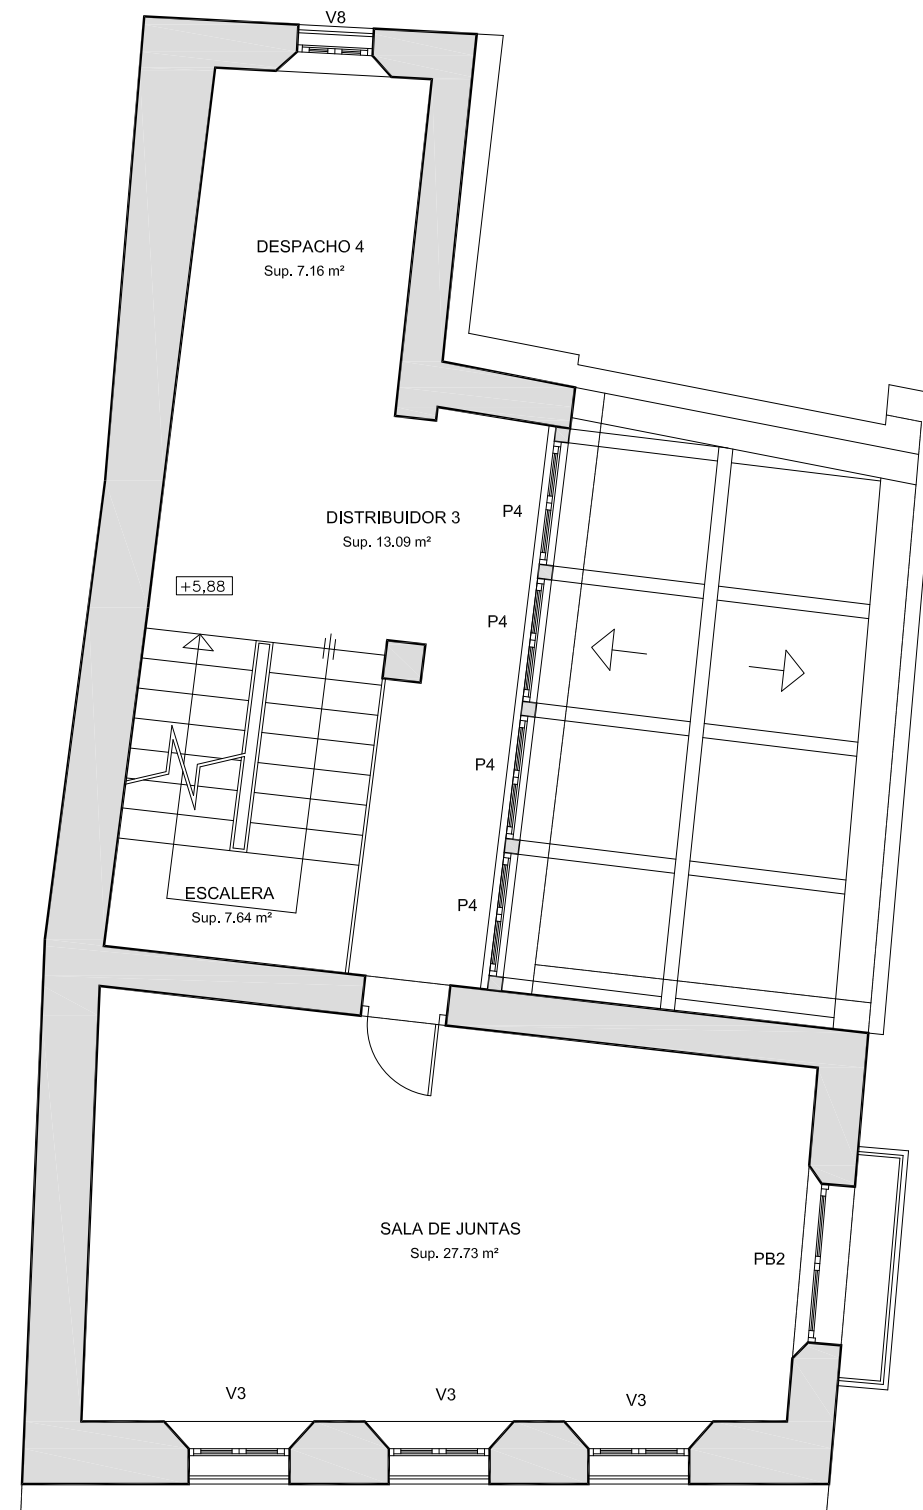 V8
DESPACHO 4
Sup. 7.16 m²
DISTRIBUIDOR 3
Sup. 13.09 m²
P4
+5,88
P4
P4
ESCALERA
Sup. 7.64 m²
P4
SALA DE JUNTAS
Sup. 27.73 m²
PB2
V3
V3
V3